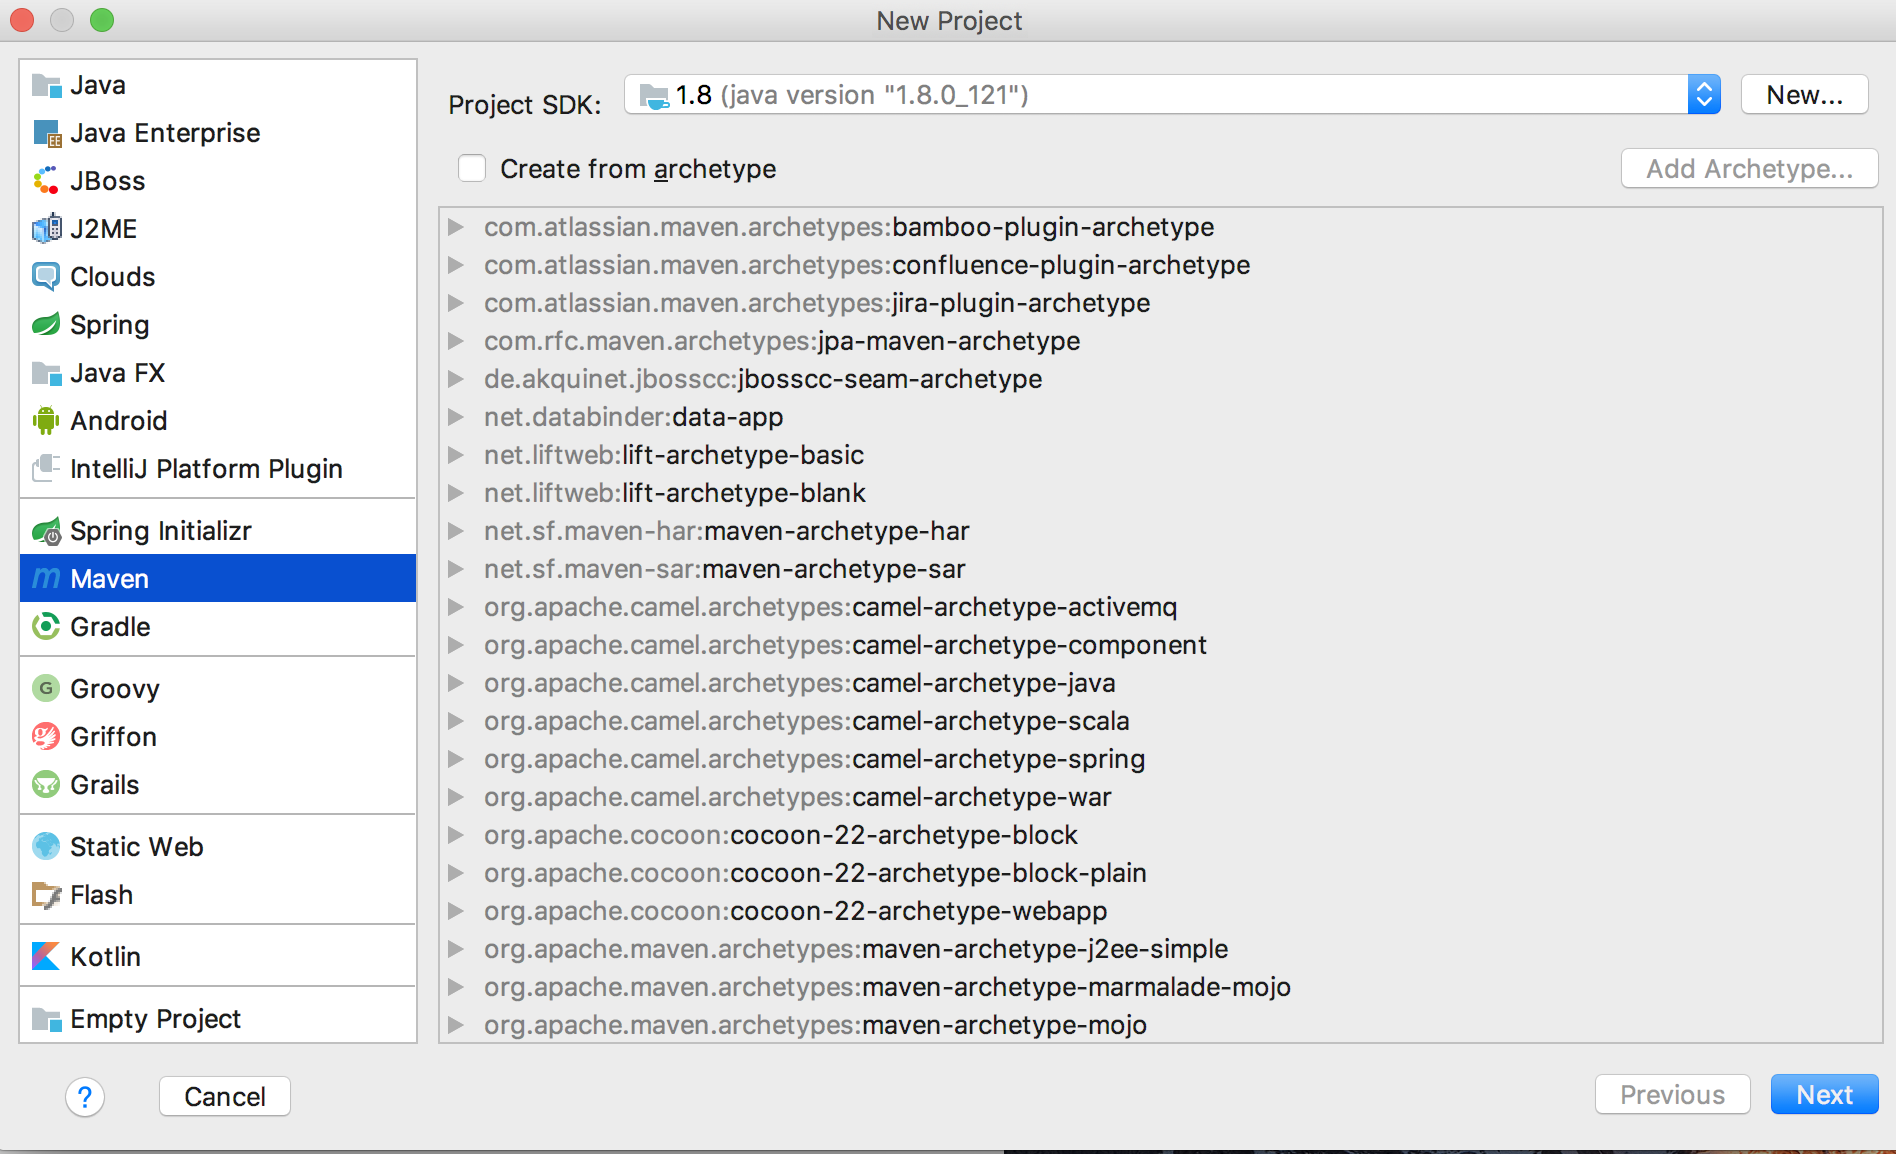 New Project
Java
Java Enterprise
JBoss
J2ME
Clouds
Spring
Java FX
Android
IntelliJ Platform Plugin
Spring Initializr
Maven
Gradle
Groovy
Griffon
Grails
Static Web
Flash
Kotlin
Empty Project
Project SDK: 1.8 (java version "1.8.0_121") New...
Create from archetype Add Archetype...
com.atlassian.maven.archetypes:bamboo-plugin-archetype
com.atlassian.maven.archetypes:confluence-plugin-archetype
com.atlassian.maven.archetypes:jira-plugin-archetype
com.rfc.maven.archetypes:jpa-maven-archetype
de.akquinet.jbosscc:jbosscc-seam-archetype
net.databinder:data-app
net.liftweb:lift-archetype-basic
net.liftweb:lift-archetype-blank
net.sf.maven-har:maven-archetype-har
net.sf.maven-sar:maven-archetype-sar
org.apache.camel.archetypes:camel-archetype-activemq
org.apache.camel.archetypes:camel-archetype-component
org.apache.camel.archetypes:camel-archetype-java
org.apache.camel.archetypes:camel-archetype-scala
org.apache.camel.archetypes:camel-archetype-spring
org.apache.camel.archetypes:camel-archetype-war
org.apache.cocoon:cocoon-22-archetype-block
org.apache.cocoon:cocoon-22-archetype-block-plain
org.apache.cocoon:cocoon-22-archetype-webapp
org.apache.maven.archetypes:maven-archetype-j2ee-simple
org.apache.maven.archetypes:maven-archetype-marmalade-mojo
org.apache.maven.archetypes:maven-archetype-mojo
? Cancel Previous Next